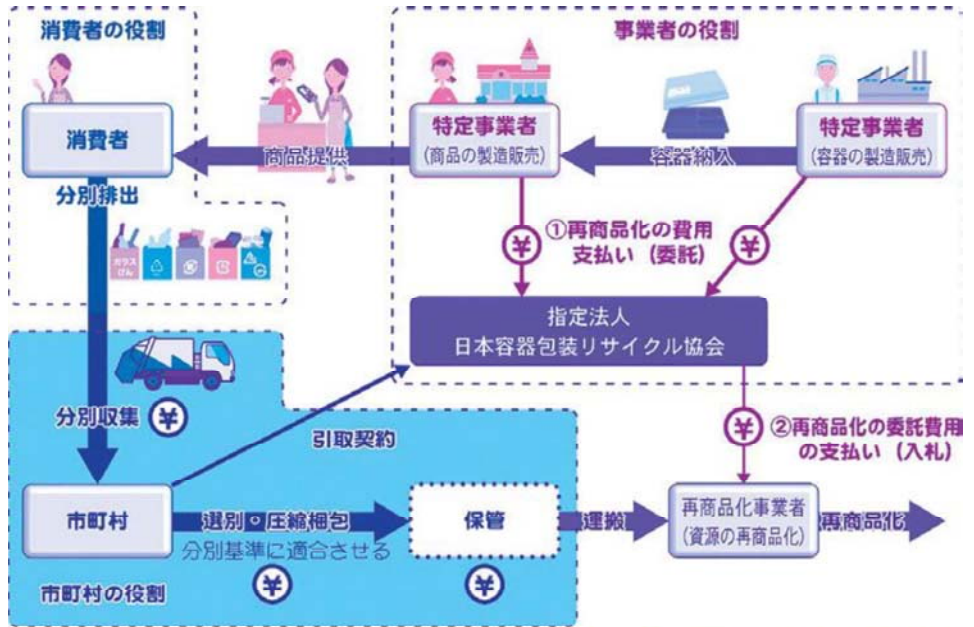 消費者の役割
事業者の役割
消費者
商品提供
特定事業者
(商品の製造販売)
容器納入
特定事業者
(容器の製造販売)
分別排出
ガラス
びん
¥
①再商品化の費用
支払い（委託）
¥
指定法人
日本容器包装リサイクル協会
分別収集
¥
引取契約
¥
②再商品化の委託費用
の支払い（入札）
市町村
選別・圧縮梱包
分別基準に適合させる
¥
保管
¥
運搬
再商品化事業者
(資源の再商品化)
再商品化
市町村の役割